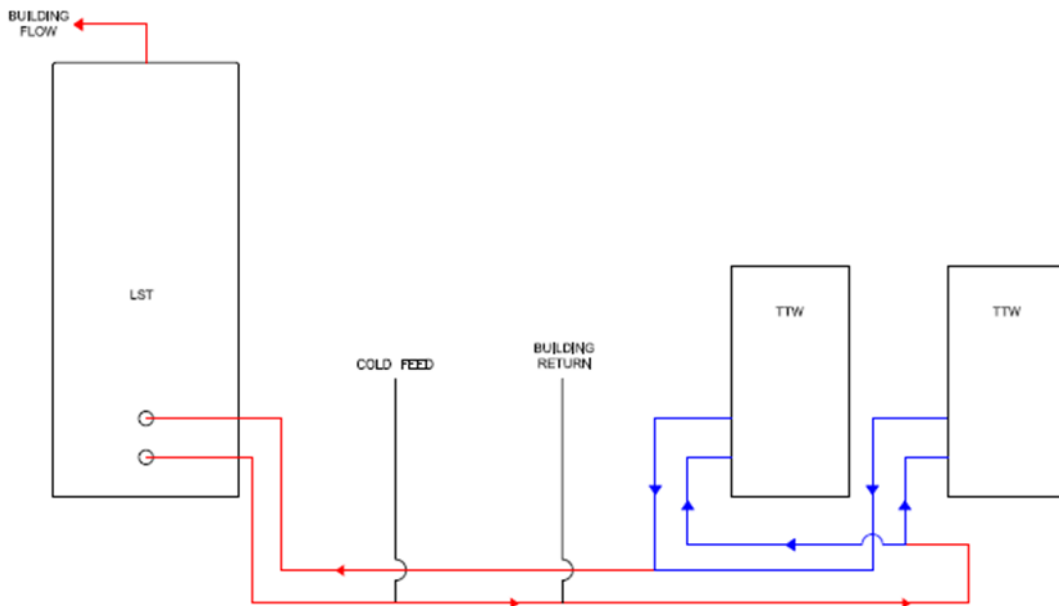 BUILDING
FLOW
LST
TTW
TTW
BUILDING
RETURN
COLD FEED